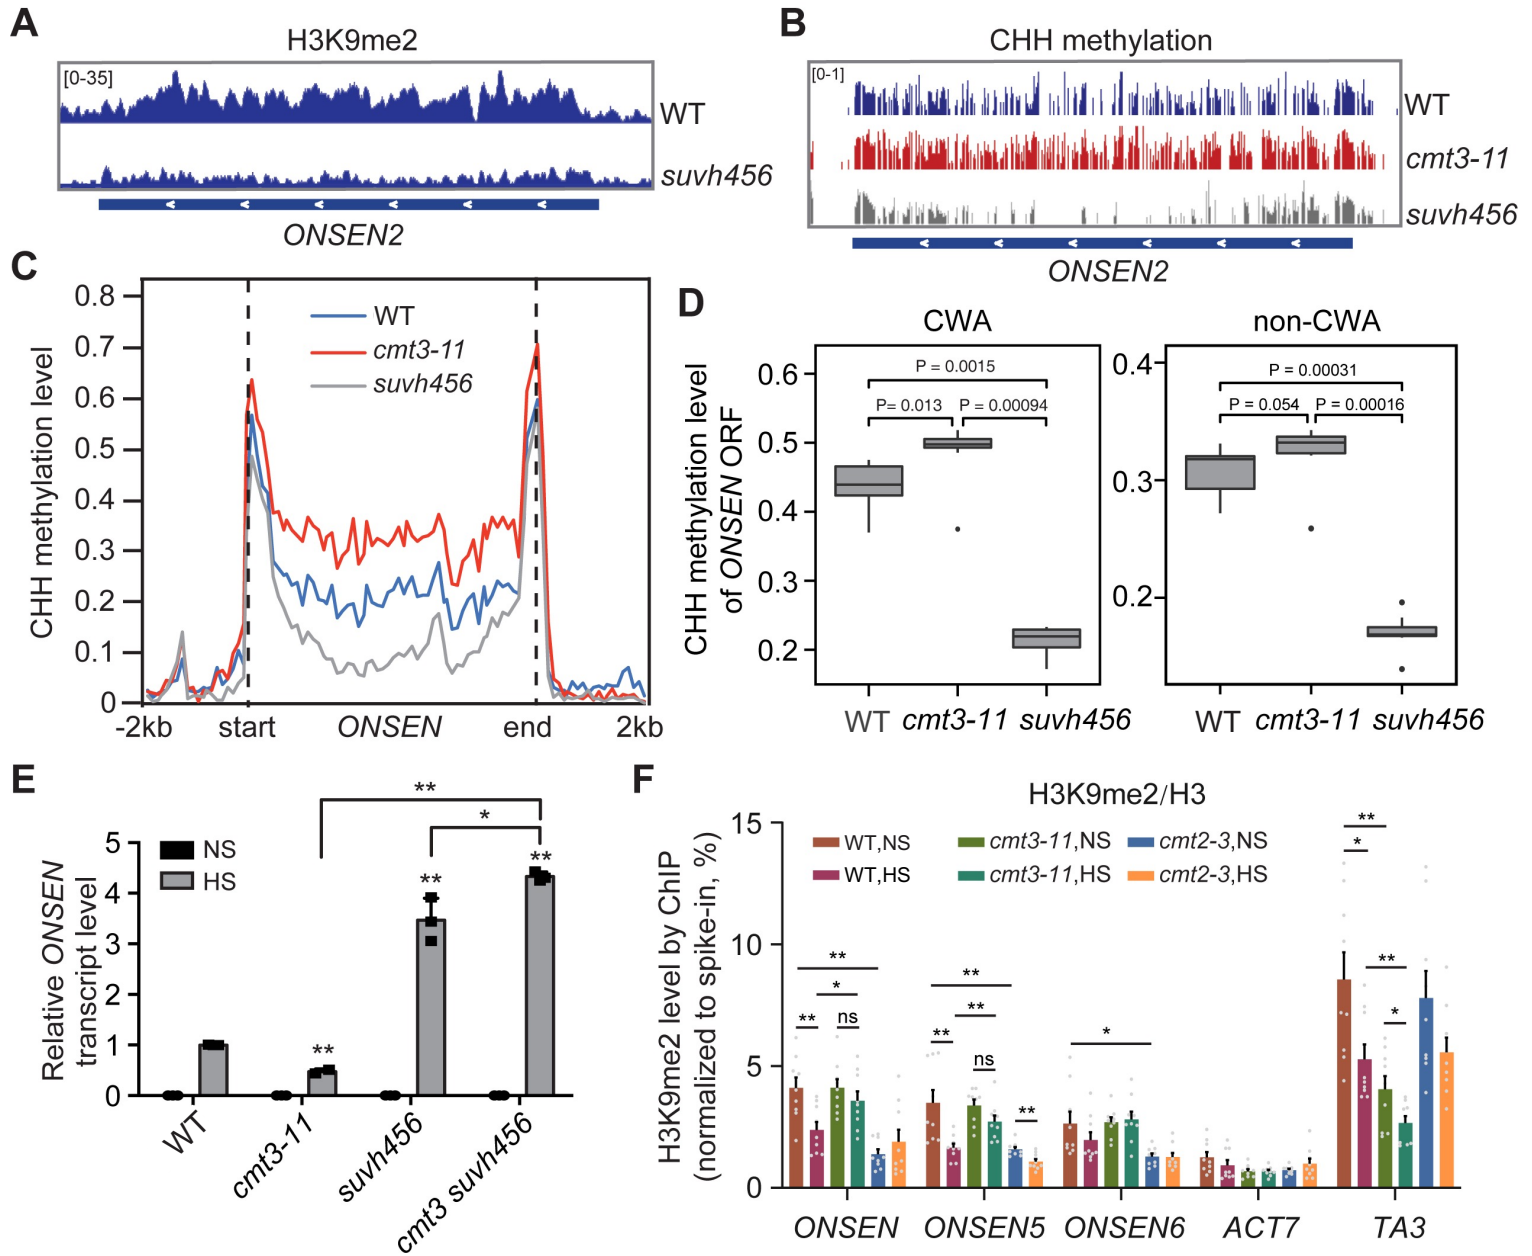 A
H3K9me2
[0-35]
WT
suvh456
ONSEN2
B
CHH methylation
[0-1]
WT
cmt3-11
suvh456
ONSEN2
C
CHH methylation level
0.8
0.7
0.6
0.5
0.4
0.3
0.2
0.1
0
WT
cmt3-11
suvh456
-2kb
start
ONSEN
end
2kb
D
CHH methylation level
of ONSEN ORF
CWA
0.6
0.5
0.4
0.3
0.2
P = 0.0015
P= 0.013
P = 0.00094
WT
cmt3-11
suvh456
non-CWA
0.4
0.3
0.2
P = 0.00031
P = 0.054
P = 0.00016
WT
cmt3-11
suvh456
E
Relative ONSEN
transcript level
5
4
3
2
1
0
NS
HS
**
*
**
**
**
WT
cmt3-11
suvh456
cmt3 suvh456
F
H3K9me2/H3
H3K9me2 level by ChIP
(normalized to spike-in, %)
15
10
5
0
WT,NS
cmt3-11,NS
cmt2-3,NS
WT,HS
cmt3-11,HS
cmt2-3,HS
**
*
**
ns
**
**
**
ns
**
*
**
*
**
*
ONSEN
ONSEN5
ONSEN6
ACT7
TA3